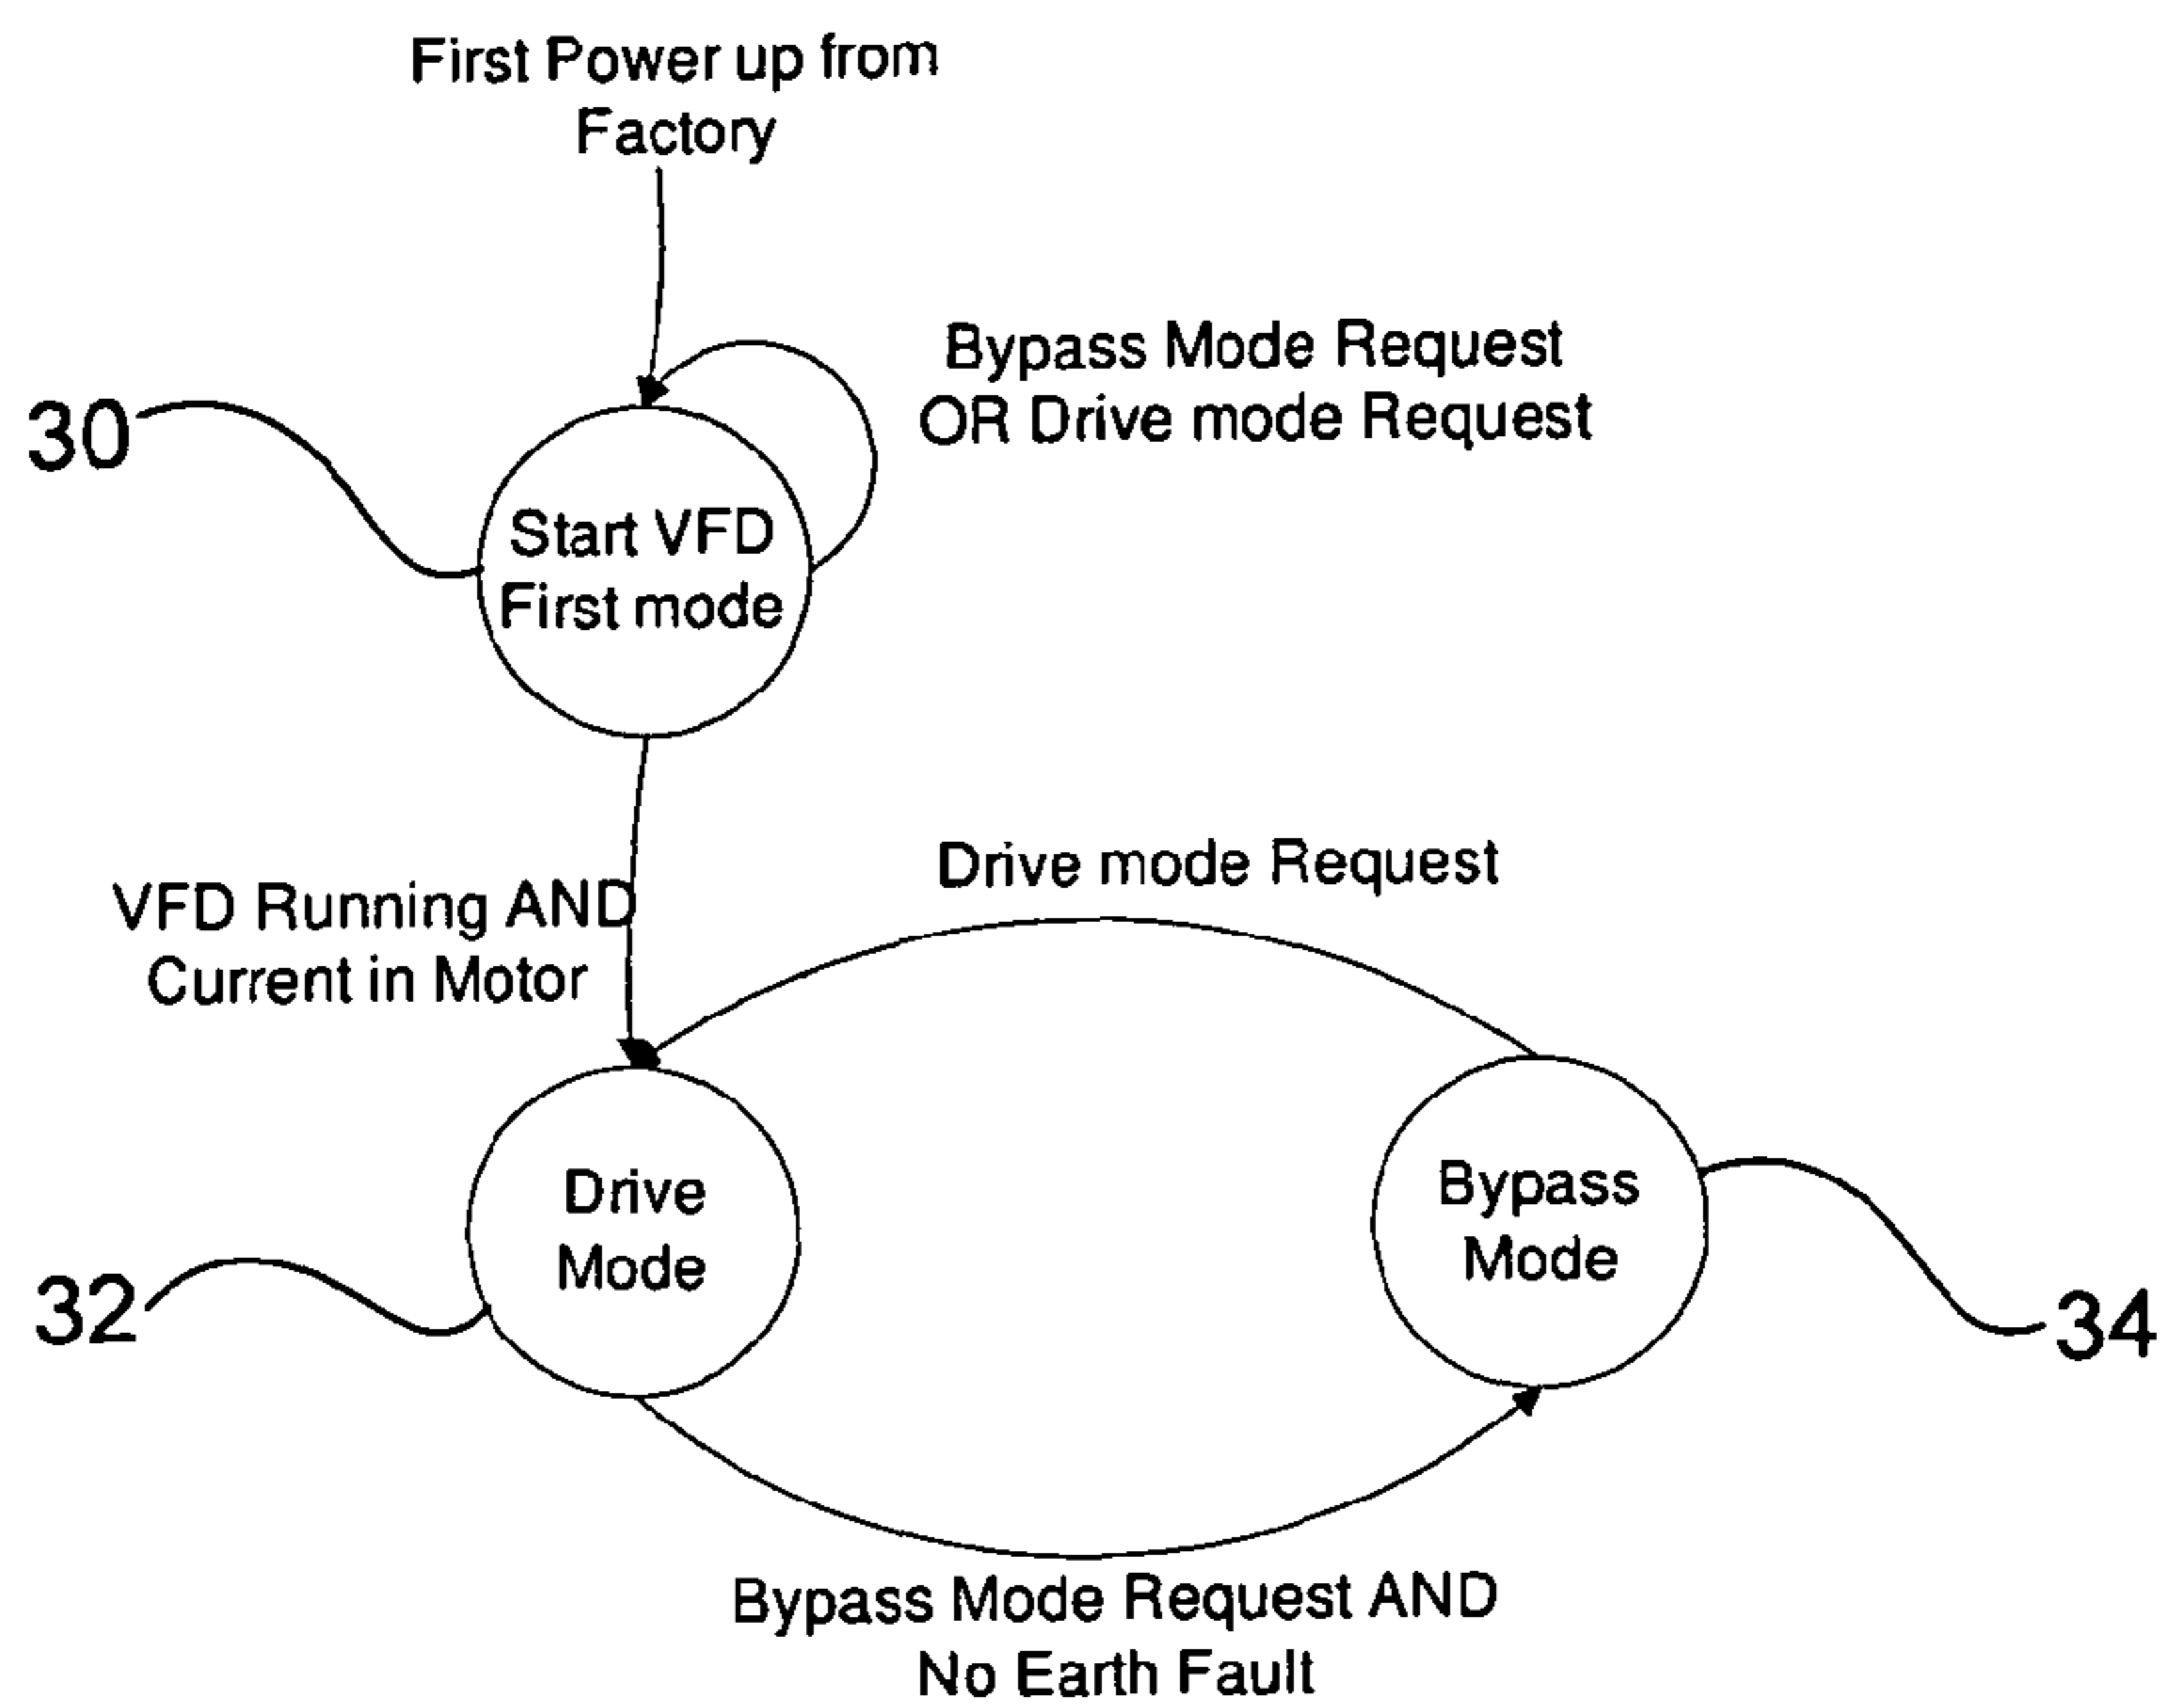 First Power up from
Factory
Bypass Mode Request
OR Drive mode Request
30
Start VFD
First mode
Drive mode Request
VFD Running AND
Current in Motor
Drive
Mode
Bypass
Mode
32
34
Bypass Mode Request AND
No Earth Fault